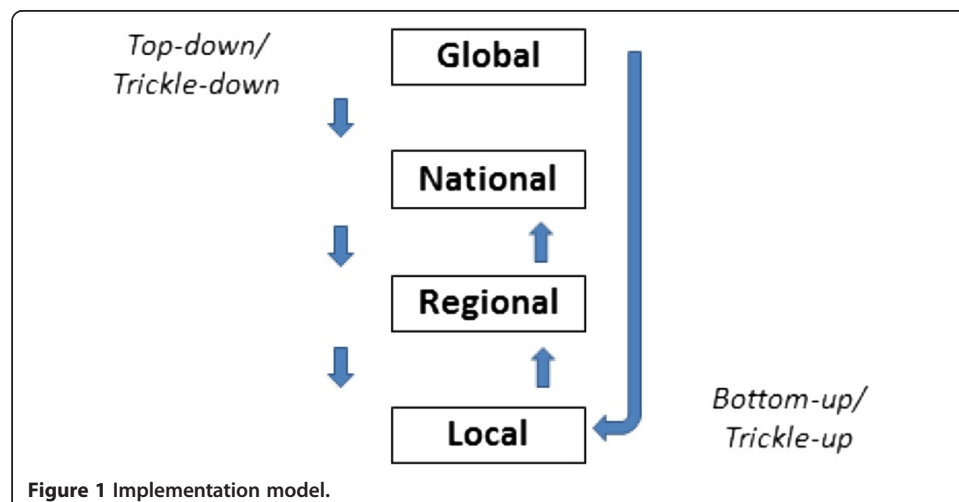 Top-down/
Trickle-down
Global
National
Regional
Local
Bottom-up/
Trickle-up
Figure 1 Implementation model.